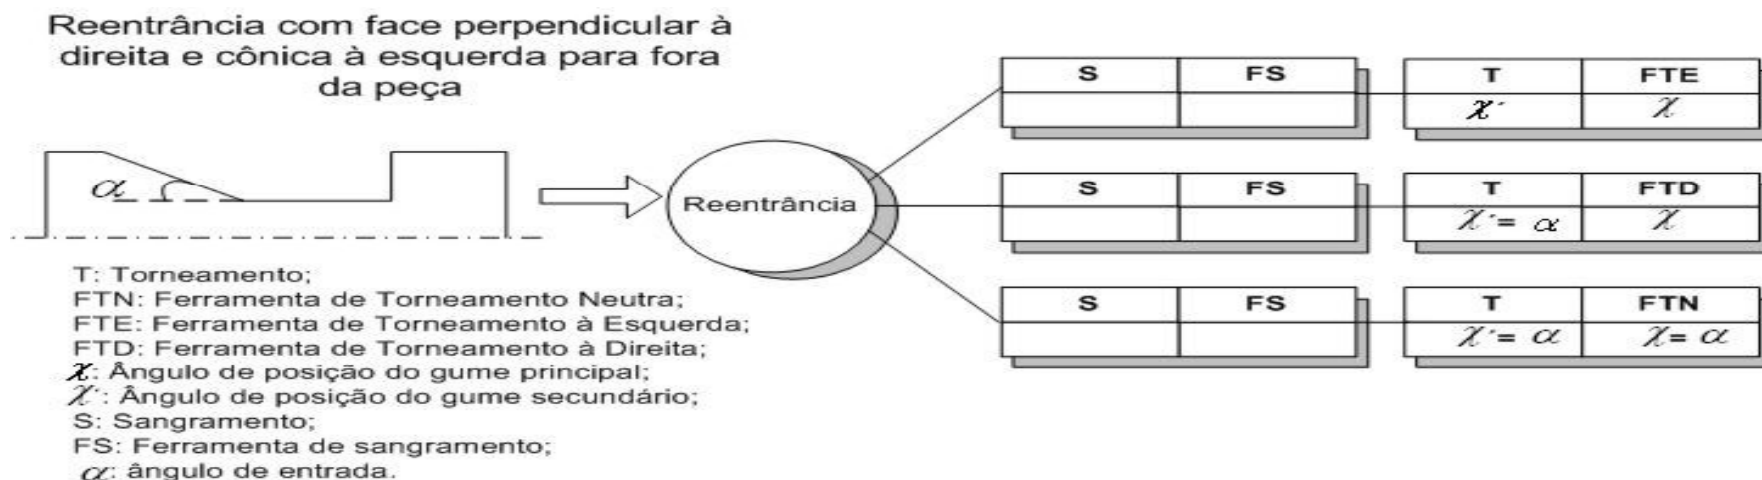 Reentrância com face perpendicular à
direita e cônica à esquerda para fora
da peça
α
Reentrância
S FS T FTE
χ´ χ
S FS T FTD
χ´= α χ
S FS T FTN
χ´= α χ= α
T: Torneamento;
FTN: Ferramenta de Torneamento Neutra;
FTE: Ferramenta de Torneamento à Esquerda;
FTD: Ferramenta de Torneamento à Direita;
χ: Ângulo de posição do gume principal;
χ´: Ângulo de posição do gume secundário;
S: Sangramento;
FS: Ferramenta de sangramento;
α: ângulo de entrada.